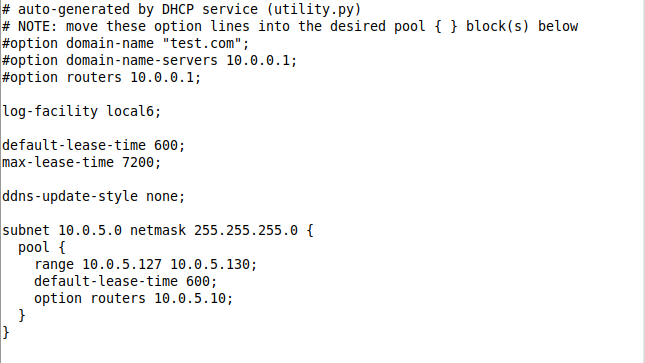 # auto-generated by DHCP service (utility.py)
# NOTE: move these option lines into the desired pool { } block(s) below
#option domain-name "test.com";
#option domain-name-servers 10.0.0.1;
#option routers 10.0.0.1;

log-facility local6;

default-lease-time 600;
max-lease-time 7200;

ddns-update-style none;

subnet 10.0.5.0 netmask 255.255.255.0 {
  pool {
    range 10.0.5.127 10.0.5.130;
    default-lease-time 600;
    option routers 10.0.5.10;
  }
}